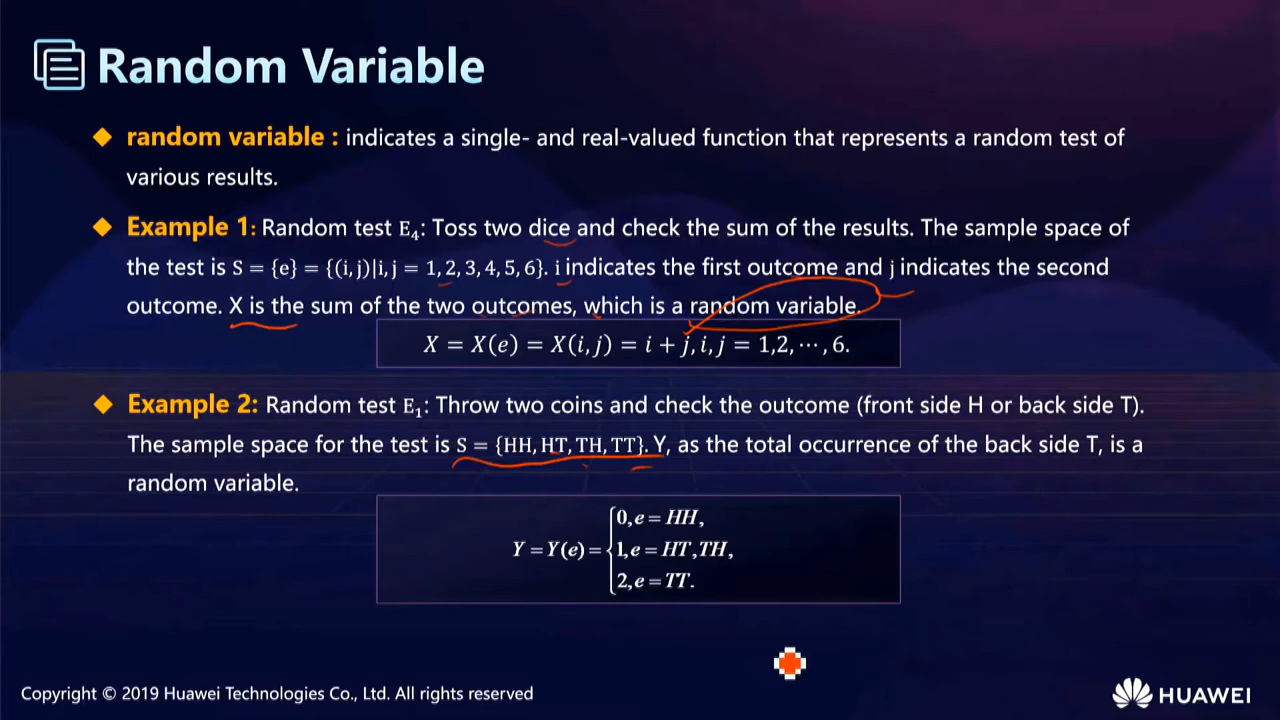 Random Variable
◆ random variable : indicates a single- and real-valued function that represents a random test of
various results.
◆ Example 1: Random test E₄: Toss two dice and check the sum of the results. The sample space of
the test is S = {e} = {(i, j)|i, j = 1, 2, 3, 4, 5, 6}. i indicates the first outcome and j indicates the second
outcome. X is the sum of the two outcomes, which is a random variable.
X = X(e) = X(i, j) = i + j, i, j = 1,2, ⋯ , 6.
◆ Example 2: Random test E₁: Throw two coins and check the outcome (front side H or back side T).
The sample space for the test is S = {HH, HT, TH, TT}. Y, as the total occurrence of the back side T, is a
random variable.
0, e = HH,
Y = Y(e) = { 1, e = HT, TH,
2, e = TT.
Copyright © 2019 Huawei Technologies Co., Ltd. All rights reserved
HUAWEI